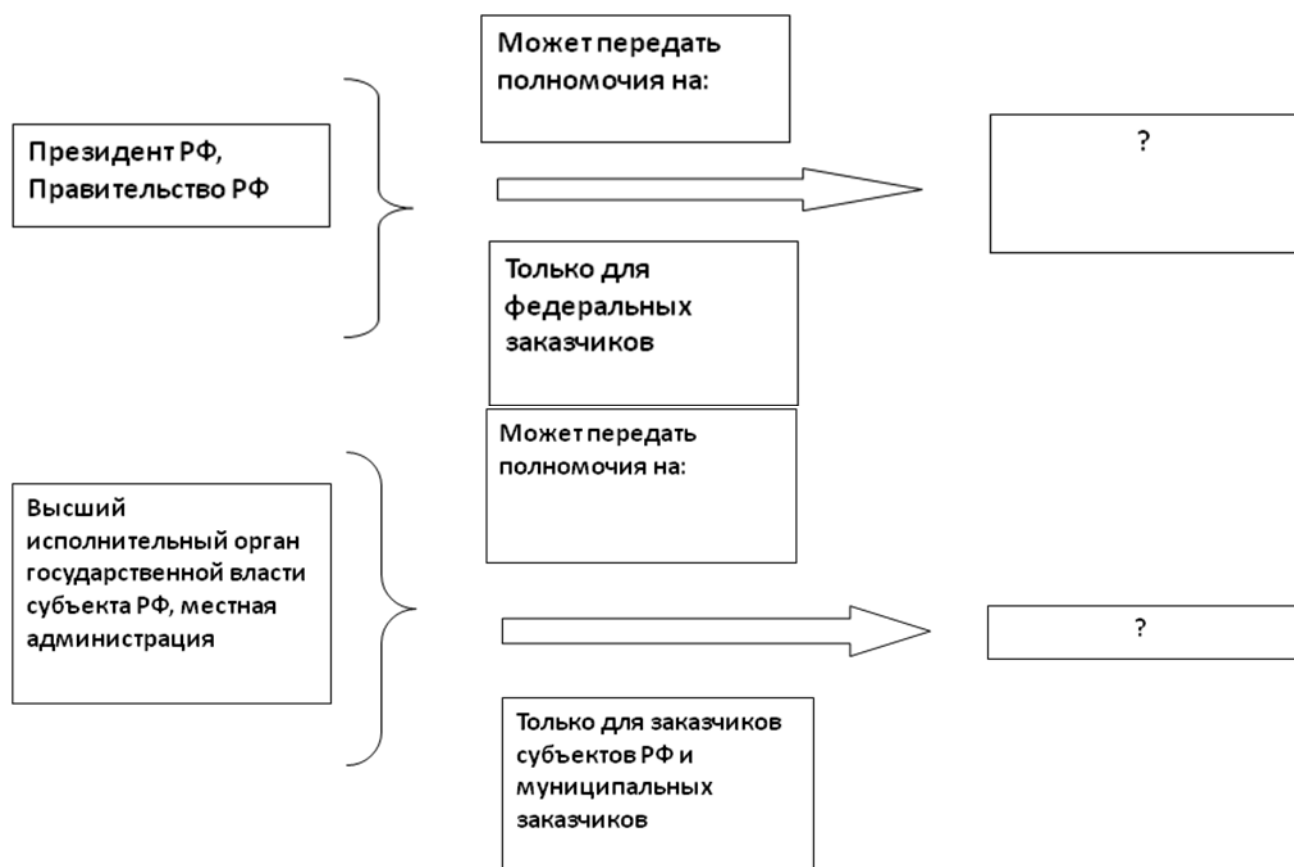 Может передать
полномочия на:
Президент РФ,
Правительство РФ
?
Только для
федеральных
заказчиков
Может передать
полномочия на:
Высший
исполнительный орган
государственной власти
субъекта РФ, местная
администрация
?
Только для заказчиков
субъектов РФ и
муниципальных
заказчиков